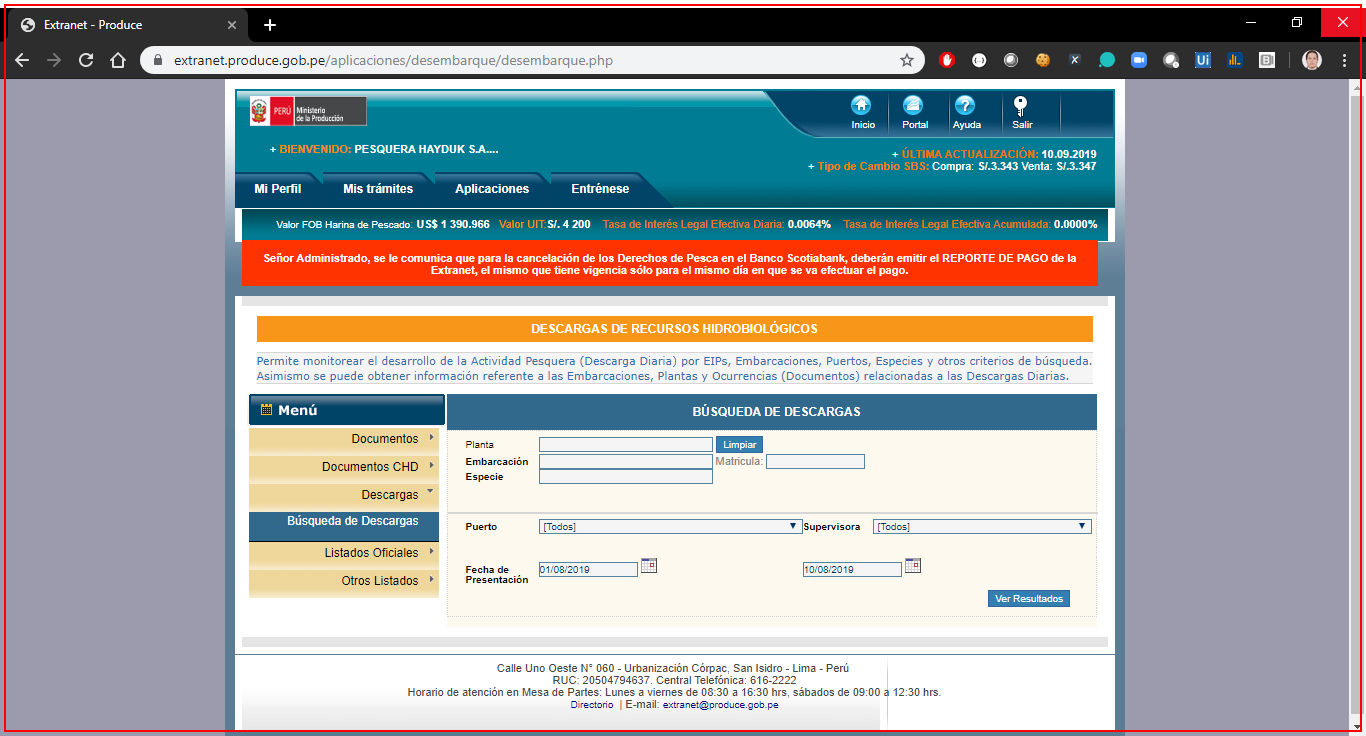 Extranet - Produce
extranet.produce.gob.pe/aplicaciones/desembarque/desembarque.php
PERÚ Ministerio de la Producción
Inicio Portal Ayuda Salir
+ BIENVENIDO: PESQUERA HAYDUK S.A....
+ ÚLTIMA ACTUALIZACIÓN: 10.09.2019
+ Tipo de Cambio SBS: Compra: S/.3.343 Venta: S/.3.347
Mi Perfil Mis trámites Aplicaciones Entrénese
Valor FOB Harina de Pescado: US$ 1 390.966 Valor UIT:S/. 4 200 Tasa de Interés Legal Efectiva Diaria: 0.0064% Tasa de Interés Legal Efectiva Acumulada: 0.0000%
Señor Administrado, se le comunica que para la cancelación de los Derechos de Pesca en el Banco Scotiabank, deberán emitir el REPORTE DE PAGO de la
Extranet, el mismo que tiene vigencia sólo para el mismo día en que se va efectuar el pago.
DESCARGAS DE RECURSOS HIDROBIOLÓGICOS
Permite monitorear el desarrollo de la Actividad Pesquera (Descarga Diaria) por EIPs, Embarcaciones, Puertos, Especies y otros criterios de búsqueda.
Asimismo se puede obtener información referente a las Embarcaciones, Plantas y Ocurrencias (Documentos) relacionadas a las Descargas Diarias.
Menú
Documentos
Documentos CHD
Descargas
Búsqueda de Descargas
Listados Oficiales
Otros Listados
BÚSQUEDA DE DESCARGAS
Planta Limpiar
Embarcación Matricula:
Especie
Puerto [Todos] Supervisora [Todos]
Fecha de Presentación 01/08/2019 10/08/2019
Ver Resultados
Calle Uno Oeste N° 060 - Urbanización Córpac, San Isidro - Lima - Perú
RUC: 20504794637. Central Telefónica: 616-2222
Horario de atención en Mesa de Partes: Lunes a viernes de 08:30 a 16:30 hrs, sábados de 09:00 a 12:30 hrs.
Directorio | E-mail: extranet@produce.gob.pe